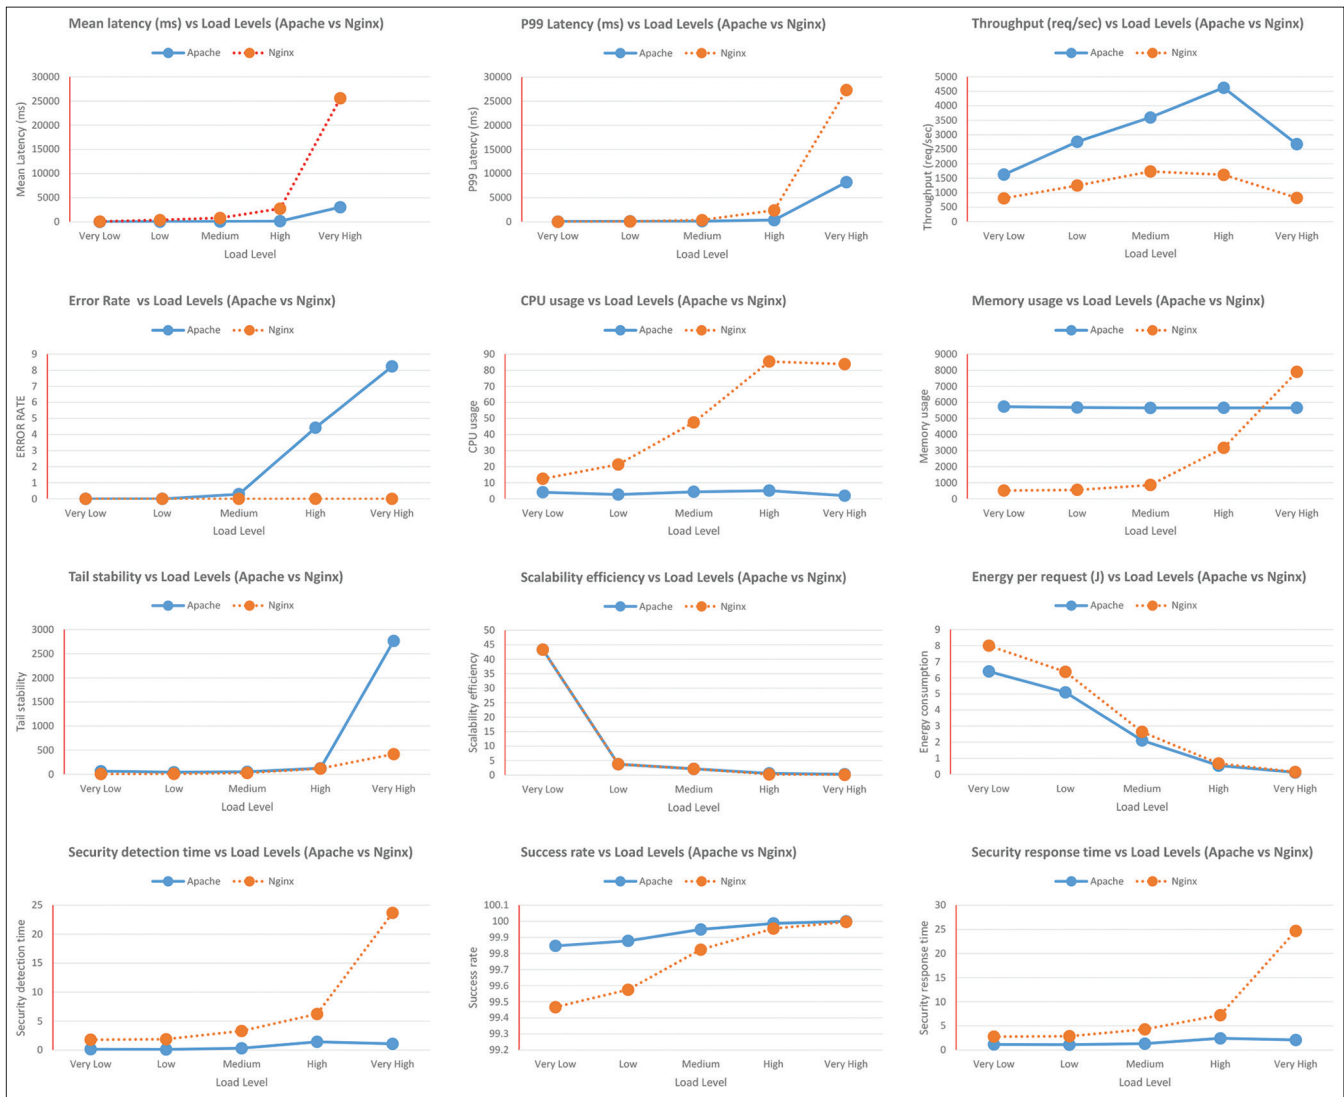 Mean latency (ms) vs Load Levels (Apache vs Nginx)
Apache Nginx
30000
25000
20000
15000
10000
5000
0
Mean Latency (ms)
Very Low Low Medium High Very High
Load Level
P99 Latency (ms) vs Load Levels (Apache vs Nginx)
Apache Nginx
30000
25000
20000
15000
10000
5000
0
P99 Latency (ms)
Very Low Low Medium High Very High
Load Level
Throughput (req/sec) vs Load Levels (Apache vs Nginx)
Apache Nginx
5000
4500
4000
3500
3000
2500
2000
1500
1000
500
0
Throughput (req/sec)
Very Low Low Medium High Very High
Load Level
Error Rate vs Load Levels (Apache vs Nginx)
Apache Nginx
9
8
7
6
5
4
3
2
1
0
ERROR RATE
Very Low Low Medium High Very High
Load Level
CPU usage vs Load Levels (Apache vs Nginx)
Apache Nginx
90
80
70
60
50
40
30
20
10
0
CPU usage
Very Low Low Medium High Very High
Load Level
Memory usage vs Load Levels (Apache vs Nginx)
Apache Nginx
9000
8000
7000
6000
5000
4000
3000
2000
1000
0
Memory usage
Very Low Low Medium High Very High
Load Level
Tail stability vs Load Levels (Apache vs Nginx)
Apache Nginx
3000
2500
2000
1500
1000
500
0
Tail stability
Very Low Low Medium High Very High
Load Level
Scalability efficiency vs Load Levels (Apache vs Nginx)
Apache Nginx
50
45
40
35
30
25
20
15
10
5
0
Scalability efficiency
Very Low Low Medium High Very High
Load Level
Energy per request (J) vs Load Levels (Apache vs Nginx)
Apache Nginx
9
8
7
6
5
4
3
2
1
0
Energy consumption
Very Low Low Medium High Very High
Load Level
Security detection time vs Load Levels (Apache vs Nginx)
Apache Nginx
25
20
15
10
5
0
Security detection time
Very Low Low Medium High Very High
Load Level
Success rate vs Load Levels (Apache vs Nginx)
Apache Nginx
100.1
100
99.9
99.8
99.7
99.6
99.5
99.4
99.3
99.2
Success rate
Very Low Low Medium High Very High
Load Level
Security response time vs Load Levels (Apache vs Nginx)
Apache Nginx
30
25
20
15
10
5
0
Security response time
Very Low Low Medium High Very High
Load Level